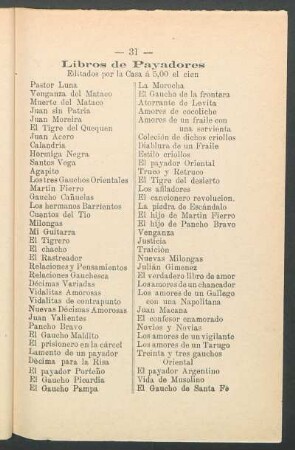 — 31 —
Libros de Payadores
Editados por la Casa á 5,00 el cien
Pastor Luna
Venganza del Mataco
Muerte del Mataco
Juan sin Patria
Juan Moreira
El Tigre del Quequen
Juan Acero
Calandria
Hormiga Negra
Santos Vega
Agapito
Los tres Gauchos Orientales
Martin Fierro
Gaucho Cañuelas
Los hermanos Barrientos
Cuentos del Tio
Milongas
Mi Guitarra
El Tigrero
El chacho
El Rastreador
Relaciones y Pensamientos
Relaciones Gauchesca
Décimas Variadas
Vidalitas Amorosas
Vidalitas de contrapunto
Nuevas Décimas Amorosas
Juan Valientes
Pancho Bravo
El Gaucho Maldito
El prisionero en la cárcel
Lamento de un payador
Décima para la Risa
El payador Porteño
El Gaucho Picardía
El Gaucho Pampa
La Morocha
El Gaucho de la frontera
Atorrante de Levita
Amores de cocoliche
Amores de un fraile con
una servienta
Coleción de dichos criollos
Diablura de un Fraile
Estilo criollos
El payador Oriental
Truco y Retruco
El Tigre del desierto
Los afiladores
El cancionero revolucion.
La piedra de Escándalo
El hijo de Martin Fierro
El hijo de Pancho Bravo
Venganza
Justicia
Traición
Nuevas Milongas
Julián Gimenez
El verdadero libro de amor
Los amores de un chancador
Los amores de un Gallego
con una Napolitana
Juan Macana
El confesor enamorado
Novios y Novias
Los amores de un vigilante
Los amores de un Tarugo
Treinta y tres gauchos
Oriental
El payador Argentino
Vida de Musolino
El Gaucho de Santa Fé